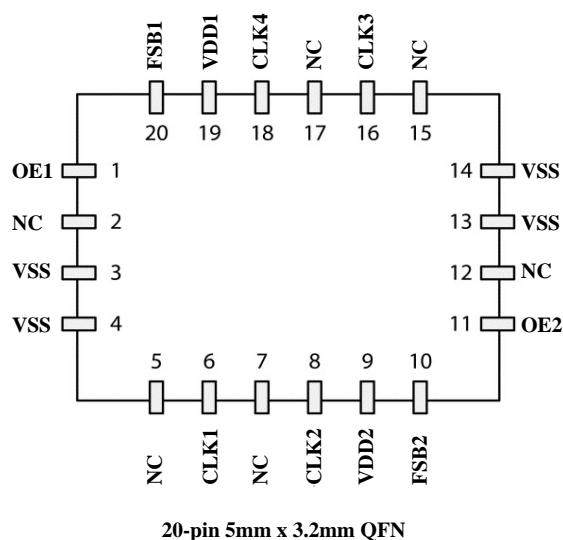 FSB1 VDD1 CLK4 NC CLK3 NC
20 19 18 17 16 15
OE1 1 14 VSS
NC 2 13 VSS
VSS 3 12 NC
VSS 4 11 OE2
5 6 7 8 9 10
NC CLK1 NC CLK2 VDD2 FSB2
20-pin 5mm x 3.2mm QFN